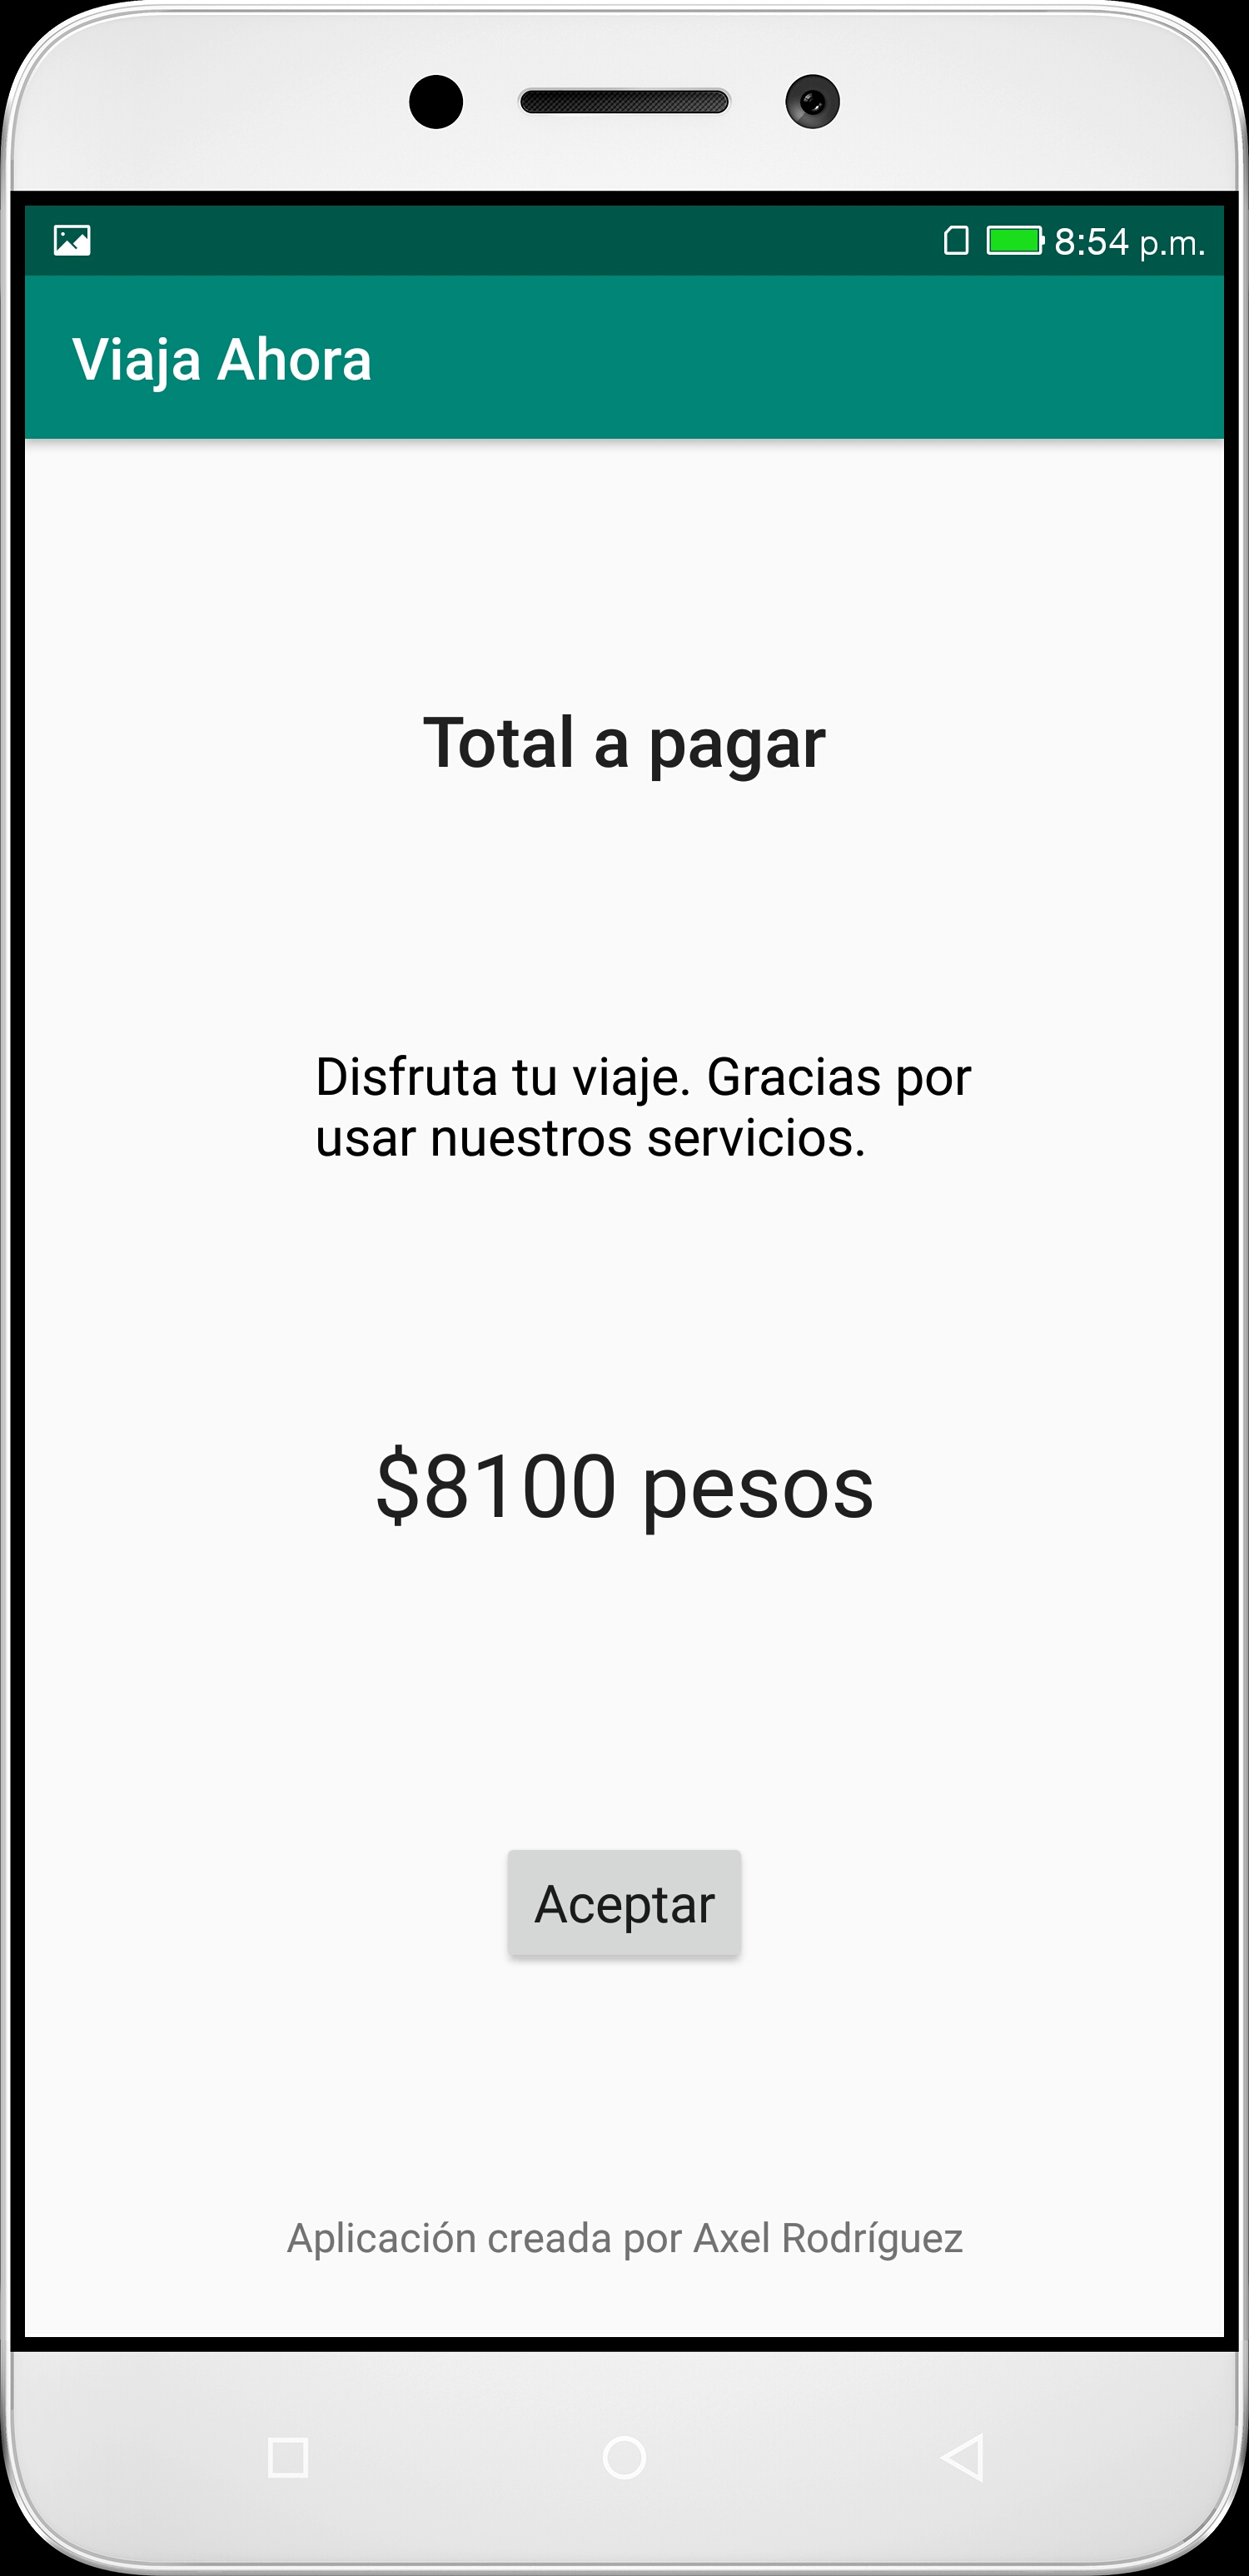 8:54 p.m.
Viaja Ahora
Total a pagar
Disfruta tu viaje. Gracias por
usar nuestros servicios.
$8100 pesos
Aceptar
Aplicación creada por Axel Rodríguez